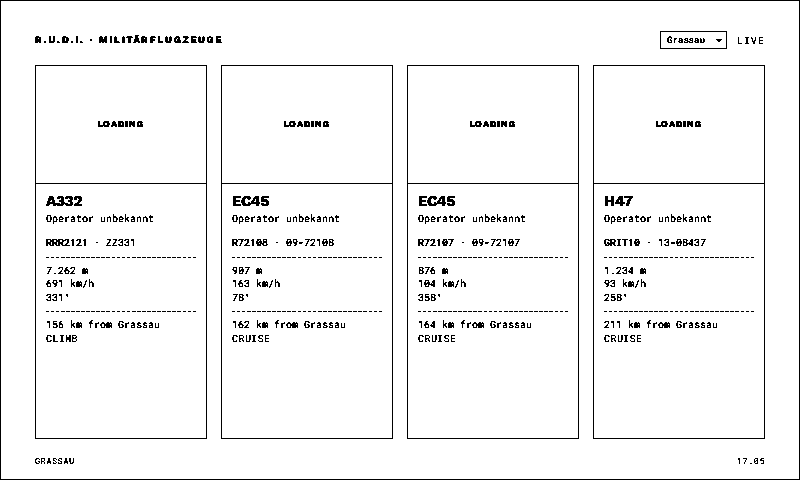 R.U.D.I. · MILITÄRFLUGZEUGE
Grassau
LIVE
LOADING
A332
Operator unbekannt
RRR2121 · ZZ331
7.262 m
691 km/h
331°
156 km from Grassau
CLIMB
LOADING
EC45
Operator unbekannt
R72108 · 09-72108
907 m
163 km/h
78°
162 km from Grassau
CRUISE
LOADING
EC45
Operator unbekannt
R72107 · 09-72107
876 m
104 km/h
358°
164 km from Grassau
CRUISE
LOADING
H47
Operator unbekannt
GRIT10 · 13-08437
1.234 m
93 km/h
258°
211 km from Grassau
CRUISE
GRASSAU
17.05